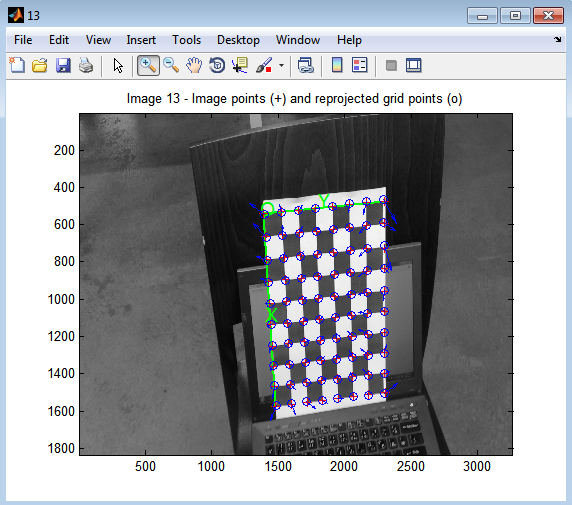 13
File Edit View Insert Tools Desktop Window Help
Image 13 - Image points (+) and reprojected grid points (o)
200
400
600
800
1000
1200
1400
1600
1800
O
Y
X
500 1000 1500 2000 2500 3000